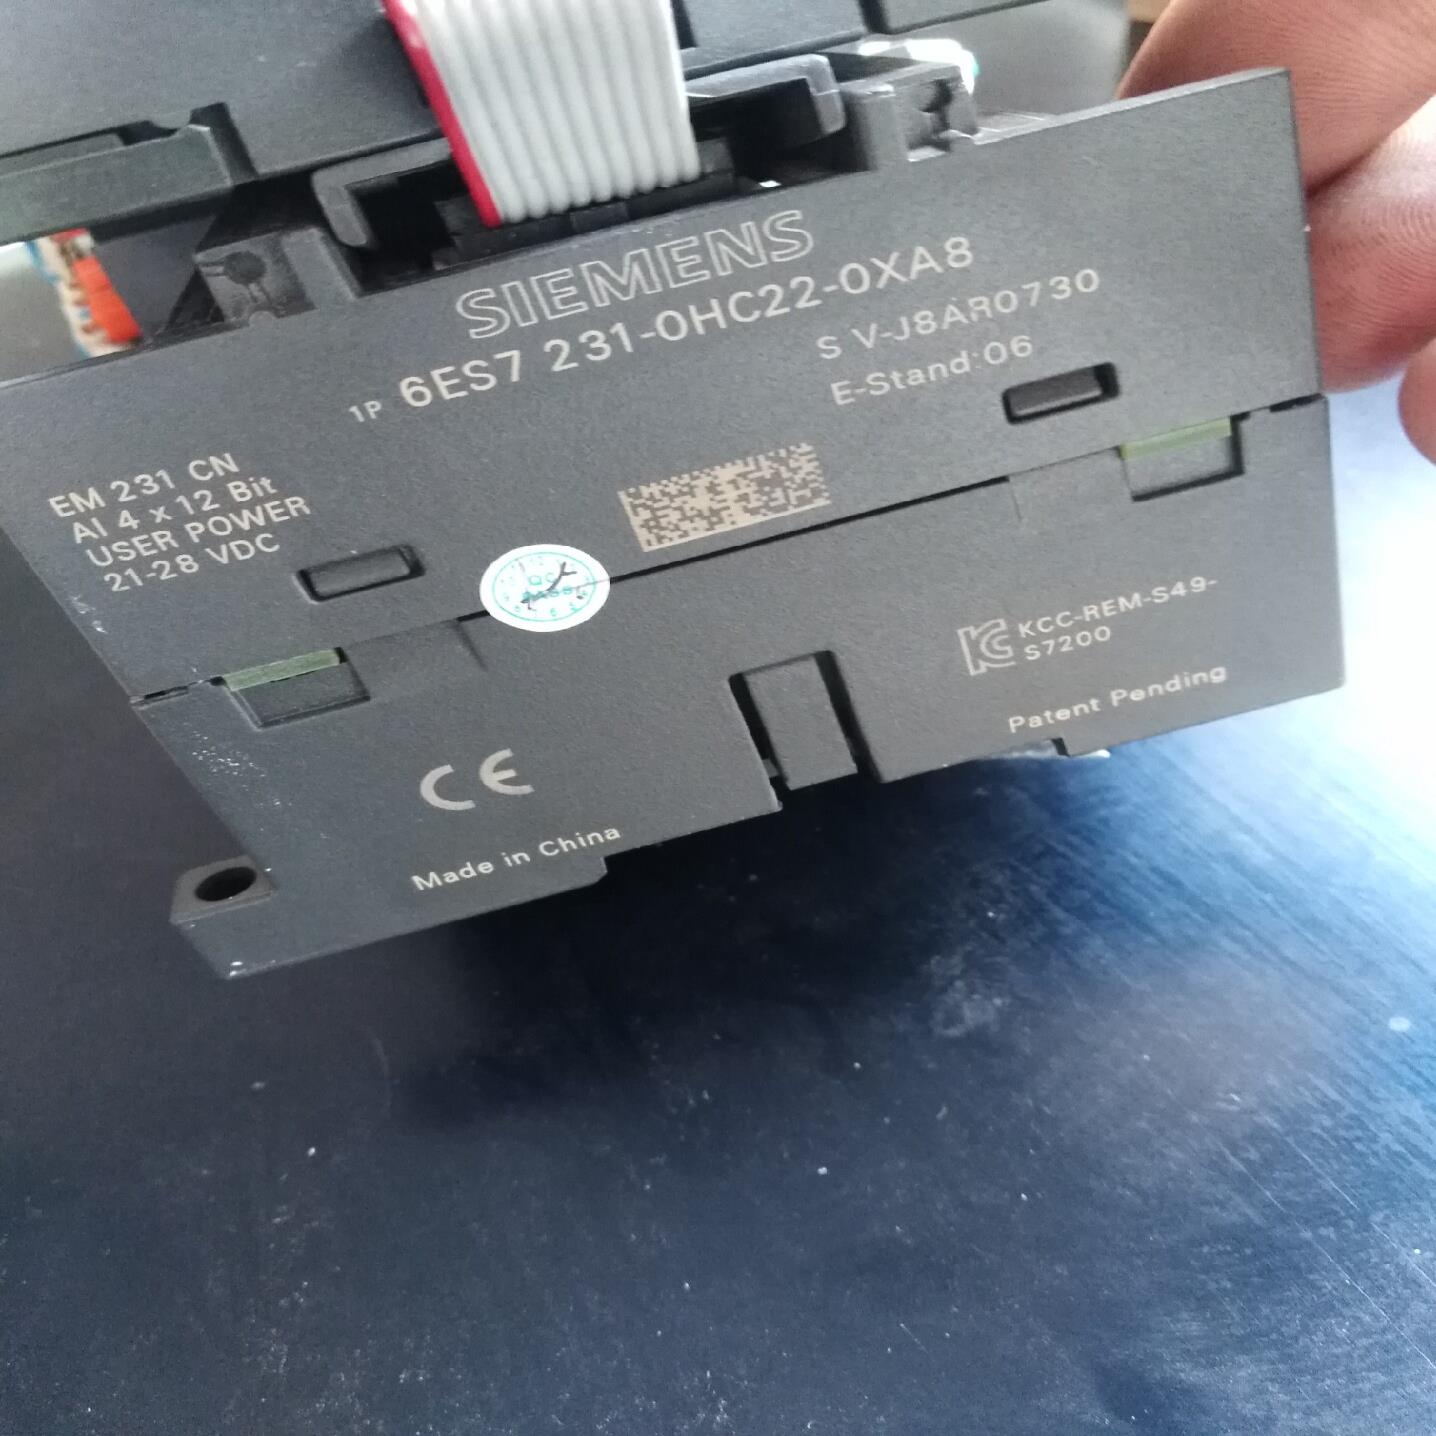 SIEMENS
1P 6ES7 231-0HC22-0XA8
S V-J8AR0730
E-Stand:06
EM 231 CN
AI 4 x 12 Bit
USER POWER
21-28 VDC
QC
KCC-REM-S49-
S7200
Patent Pending
CE
Made in China